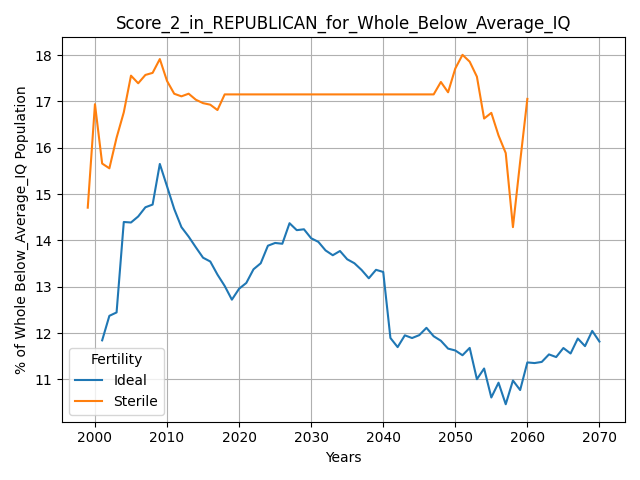 Score_2_in_REPUBLICAN_for_Whole_Below_Average_IQ
% of Whole Below_Average_IQ Population
18
17
16
15
14
13
12
11
Fertility
Ideal
Sterile
2000 2010 2020 2030 2040 2050 2060 2070
Years